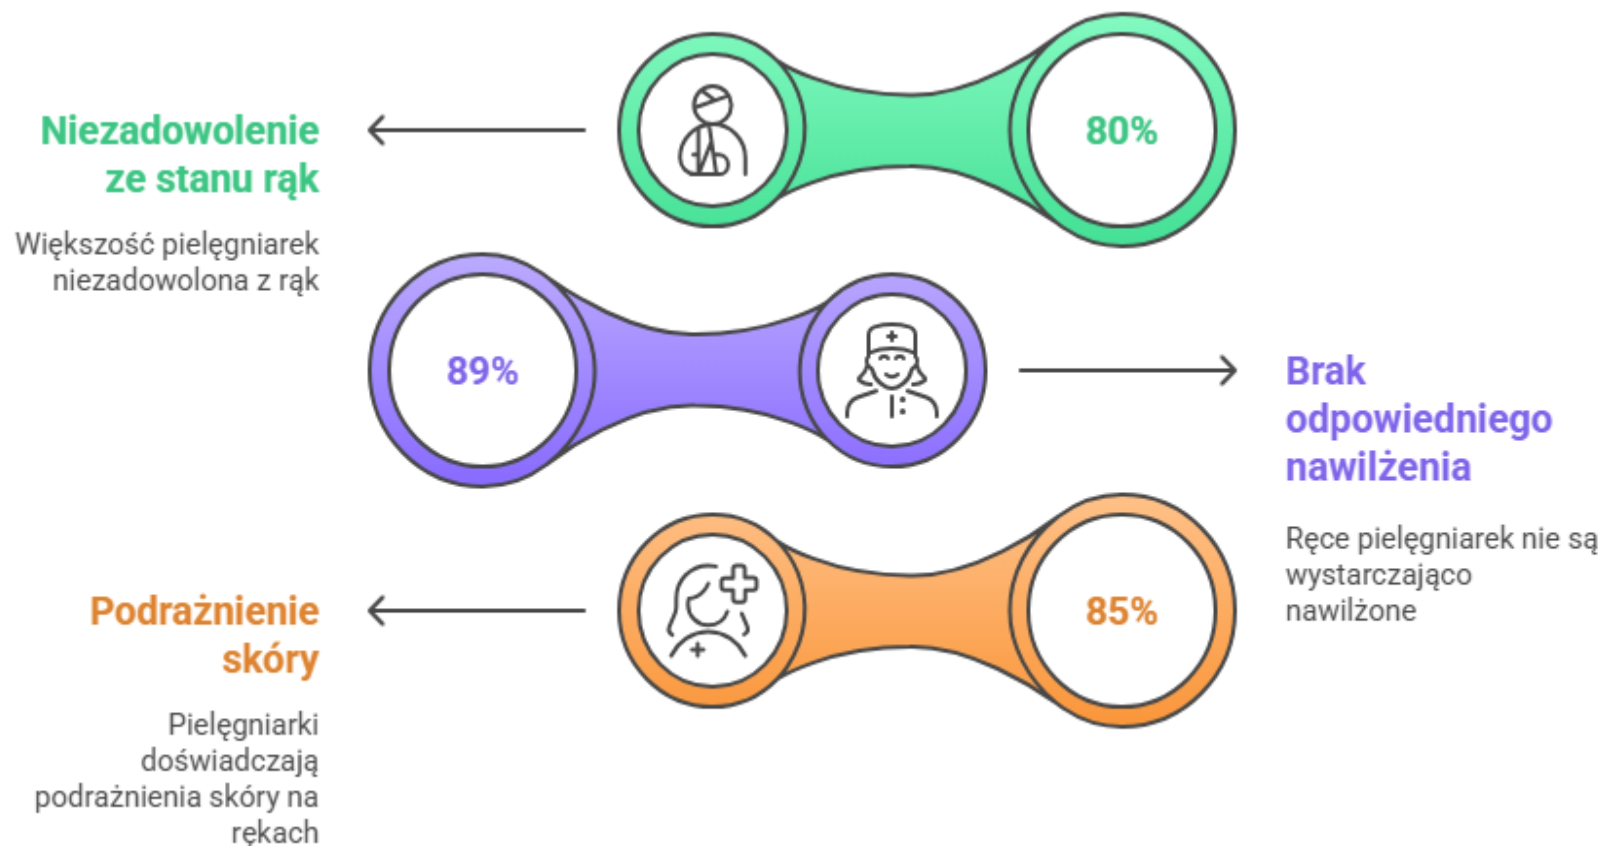 Niezadowolenie
ze stanu rąk
Większość pielęgniarek
niezadowolona z rąk
80%
89%
Brak
odpowiedniego
nawilżenia
Ręce pielęgniarek nie są
wystarczająco
nawilżone
Podrażnienie
skóry
Pielęgniarki
doświadczają
podrażnienia skóry na
rękach
85%